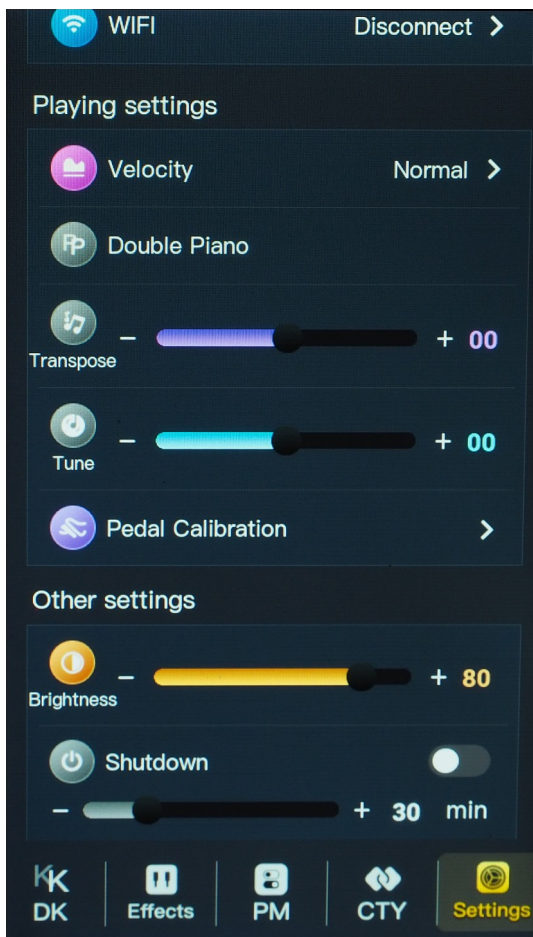 WIFI Disconnect
Playing settings
Velocity Normal
Double Piano
Transpose - + 00
Tune - + 00
Pedal Calibration
Other settings
Brightness - + 80
Shutdown
- + 30 min
KK
DK Effects PM CTY Settings